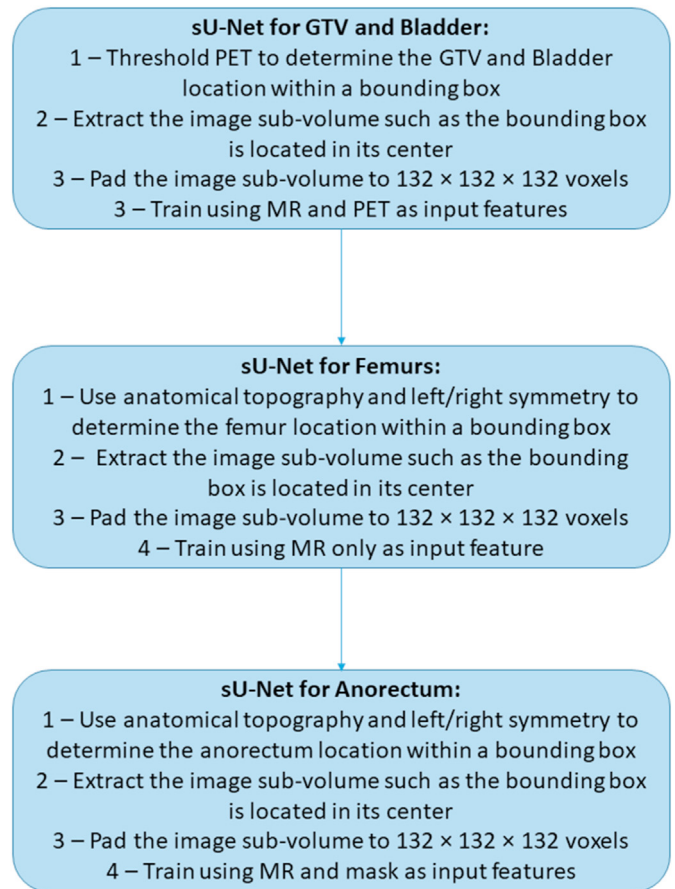 sU-Net for GTV and Bladder:
1 – Threshold PET to determine the GTV and Bladder
location within a bounding box
2 – Extract the image sub-volume such as the bounding box
is located in its center
3 – Pad the image sub-volume to 132 × 132 × 132 voxels
3 – Train using MR and PET as input features
sU-Net for Femurs:
1 – Use anatomical topography and left/right symmetry to
determine the femur location within a bounding box
2 – Extract the image sub-volume such as the bounding
box is located in its center
3 – Pad the image sub-volume to 132 × 132 × 132 voxels
4 – Train using MR only as input feature
sU-Net for Anorectum:
1 – Use anatomical topography and left/right symmetry to
determine the anorectum location within a bounding box
2 – Extract the image sub-volume such as the bounding box
is located in its center
3 – Pad the image sub-volume to 132 × 132 × 132 voxels
4 – Train using MR and mask as input features